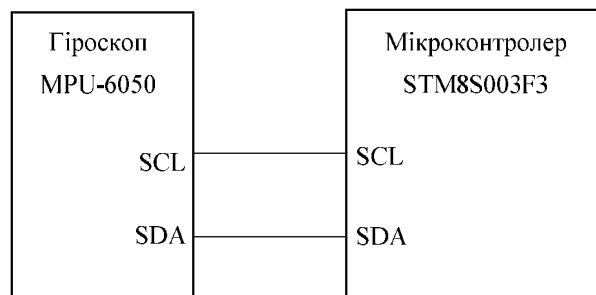 Гіроскоп
MPU-6050
SCL
SDA
Мікроконтролер
STM8S003F3
SCL
SDA